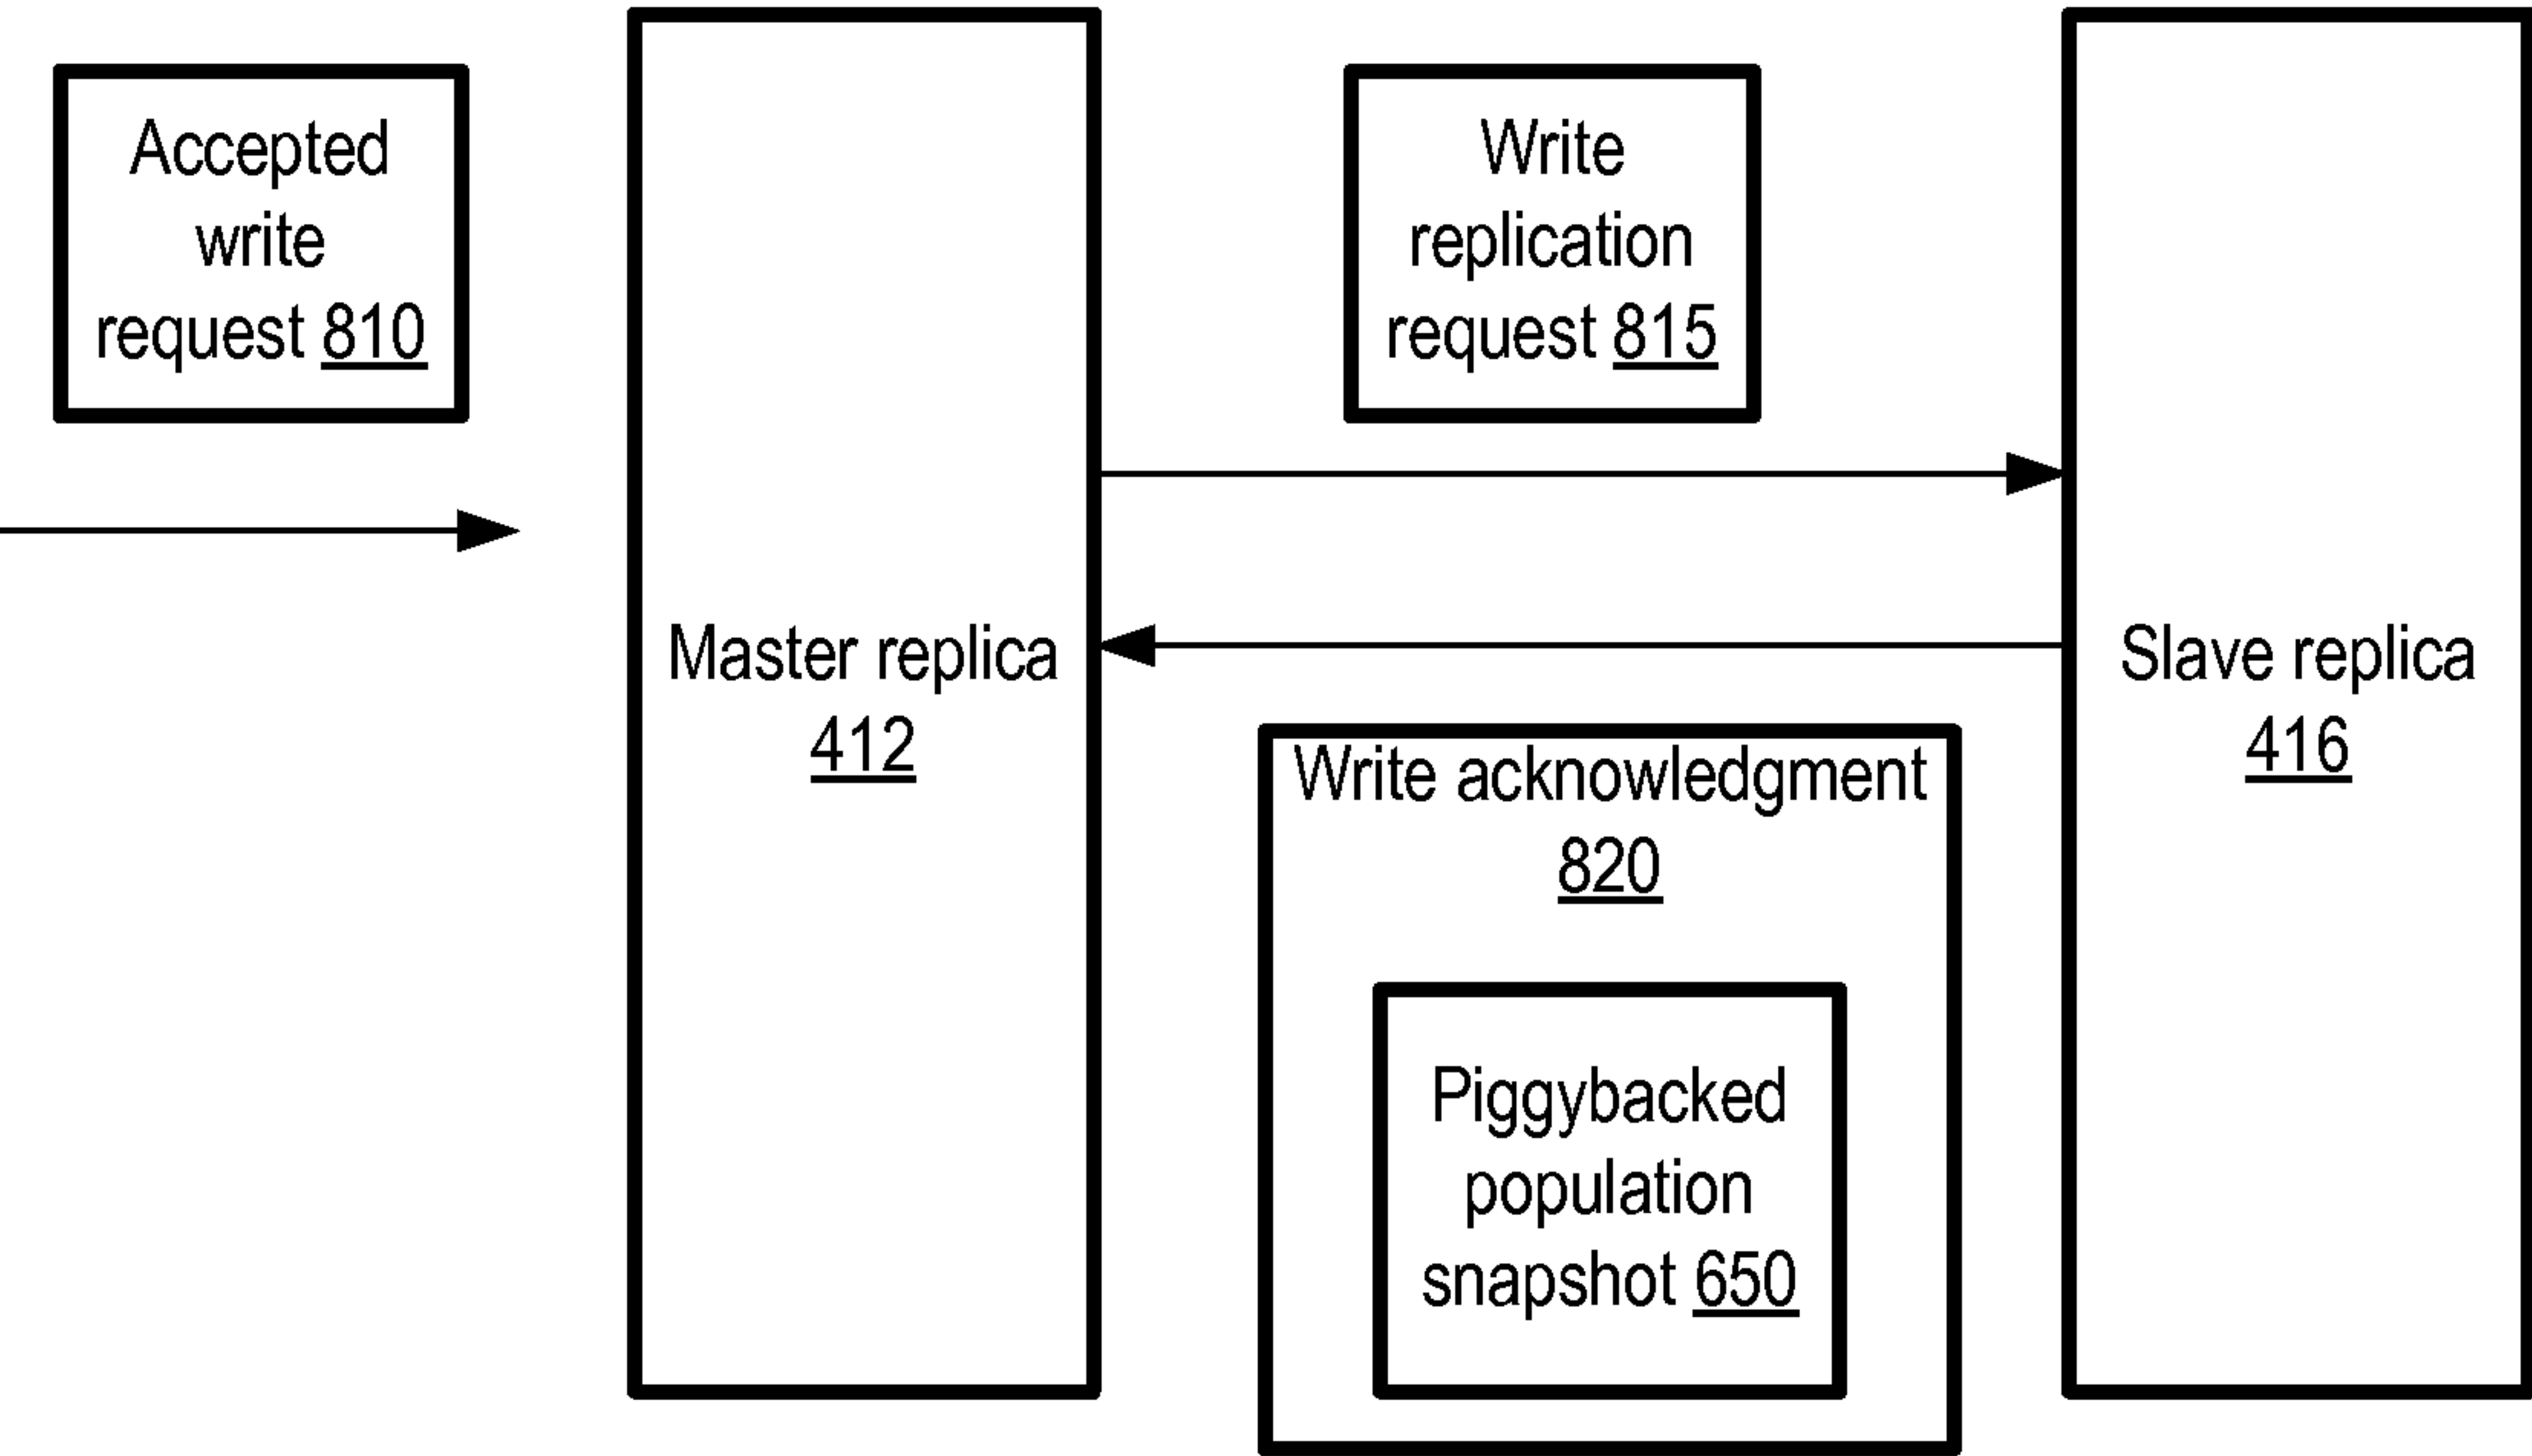 Accepted
write
request 810
Master replica
412
Write
replication
request 815
Write acknowledgment
820
Piggybacked
population
snapshot 650
Slave replica
416